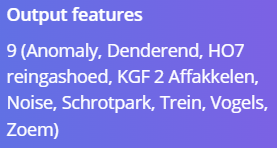 Output features
9 (Anomaly, Denderend, HO7
reingashoed, KGF 2 Affakkelen,
Noise, Schrotpark, Trein, Vogels,
Zoem)